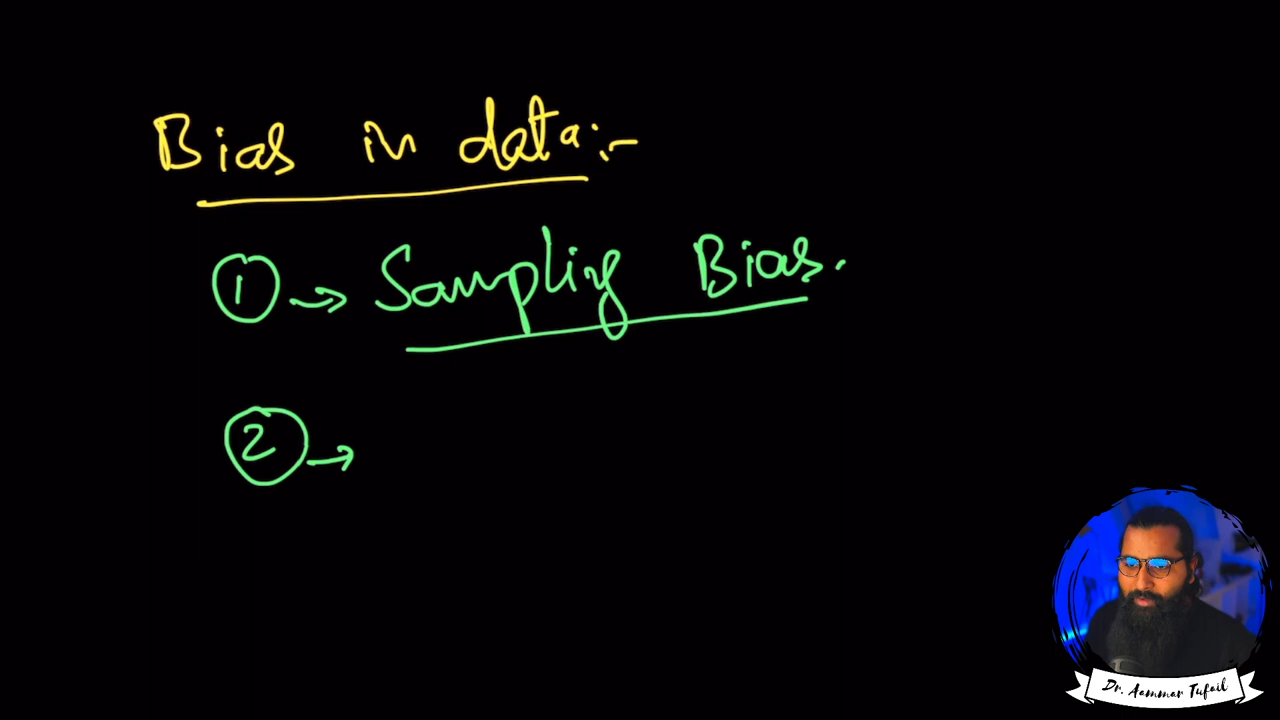 Bias in data:-
① → Sampling Bias.
② →
Dr. Aammar Tufail